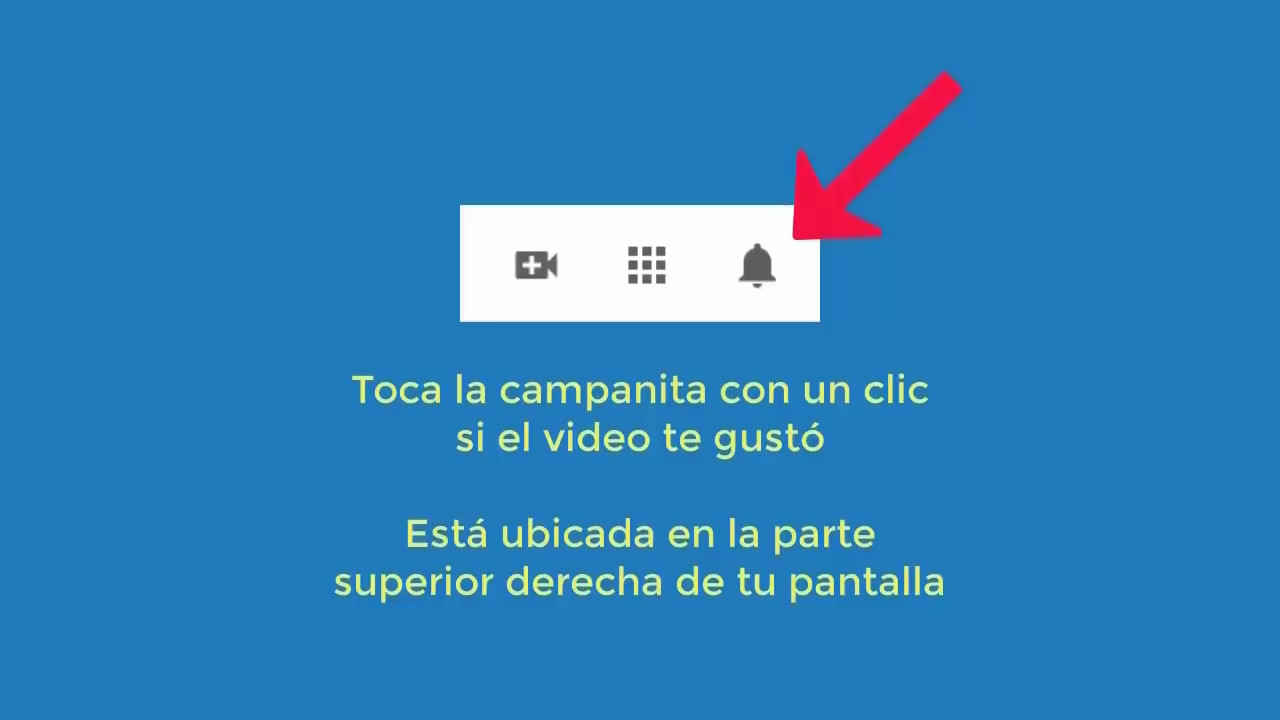 Toca la campanita con un clic
si el video te gustó
Está ubicada en la parte
superior derecha de tu pantalla